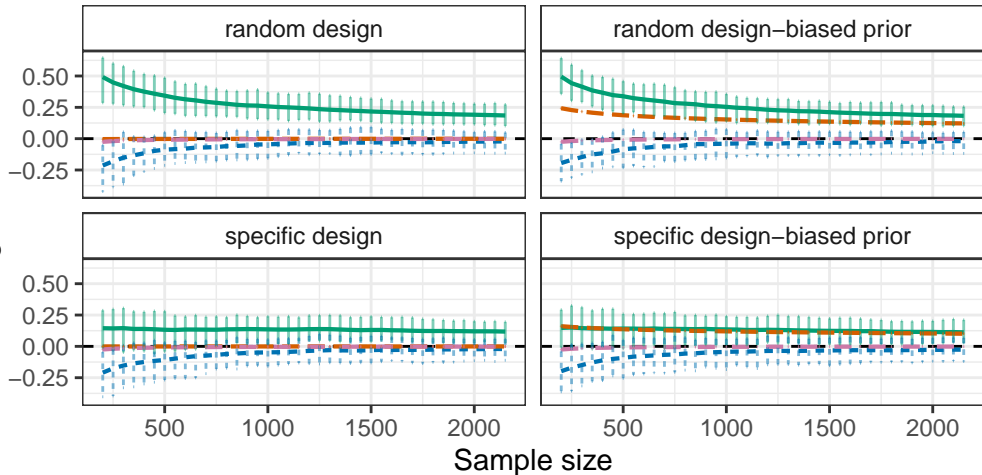 random design
random design−biased prior
0.50
0.25
0.00
−0.25
specific design
specific design−biased prior
0.50
0.25
0.00
−0.25
500 1000 1500 2000 500 1000 1500 2000
Sample size